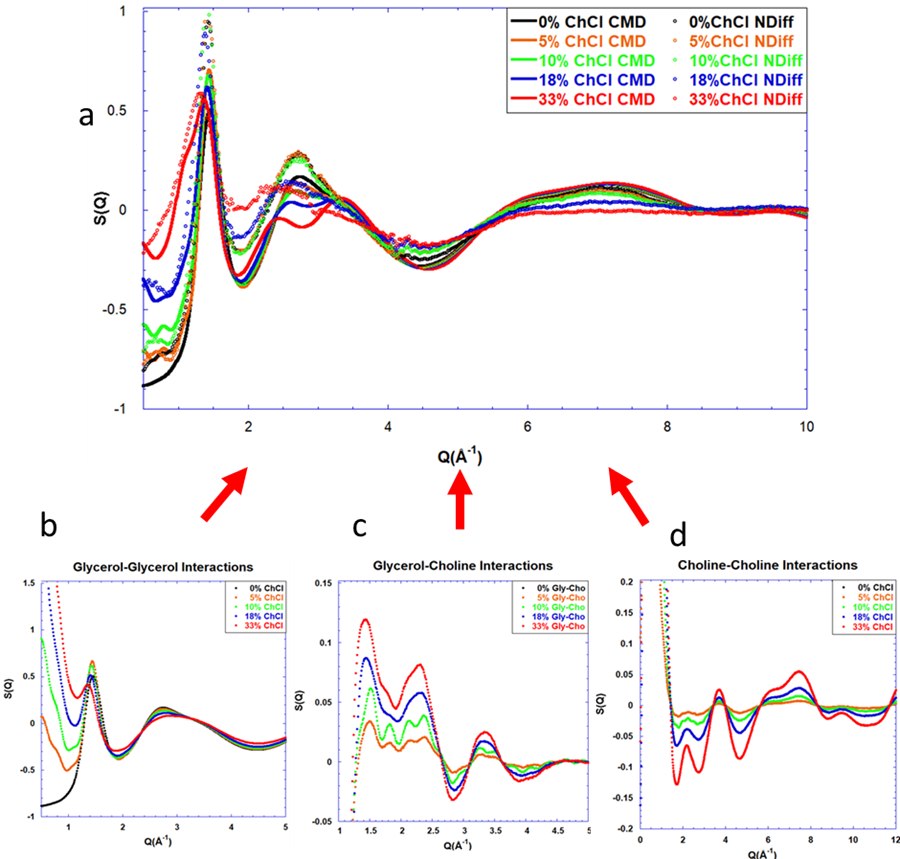 a
0% ChCl CMD 0%ChCl NDiff
5% ChCl CMD 5%ChCl NDiff
10% ChCl CMD 10%ChCl NDiff
18% ChCl CMD 18%ChCl NDiff
33% ChCl CMD 33%ChCl NDiff
S(Q)
1
0.5
0
-0.5
-1
2 4 6 8 10
Q(Å-1)
b
Glycerol-Glycerol Interactions
0% ChCl
5% ChCl
10% ChCl
18% ChCl
33% ChCl
S(Q)
1.5
1
0.5
0
-0.5
-1
1 2 3 4 5
Q(Å-1)
c
Glycerol-Choline Interactions
0% Gly-Cho
5% Gly-Cho
10% Gly-Cho
18% Gly-Cho
33% Gly-Cho
S(Q)
0.15
0.1
0.05
0
-0.05
1 1.5 2 2.5 3 3.5 4 4.5 5
Q(Å-1)
d
Choline-Choline Interactions
0% ChCl
5% ChCl
10% ChCl
18% ChCl
33% ChCl
S(Q)
0.2
0.15
0.1
0.05
0
-0.05
-0.1
-0.15
-0.2
0 2 4 6 8 10 12
Q(Å-1)